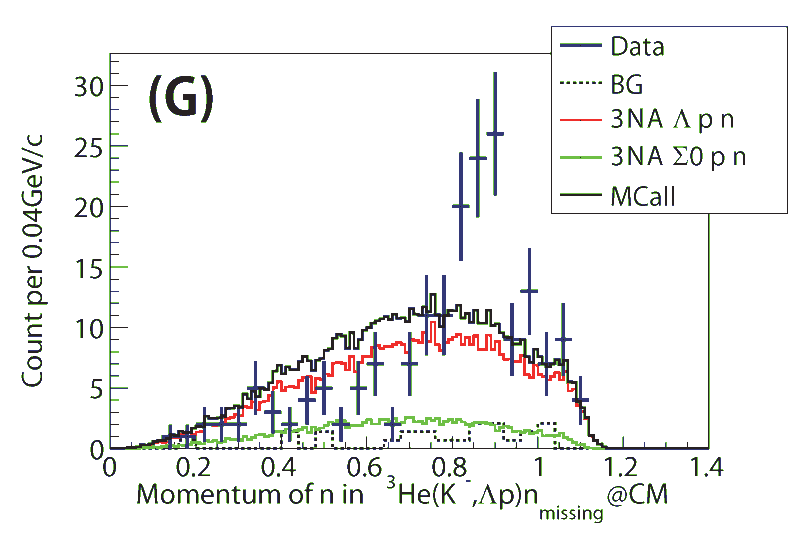 (G)
Data
BG
3NA Λ p n
3NA Σ0 p n
MCall
Count per 0.04GeV/c
30
25
20
15
10
5
0
0 0.2 0.4 0.6 0.8 1 1.2 1.4
Momentum of n in ³He(K⁻,Λp)n_missing@CM